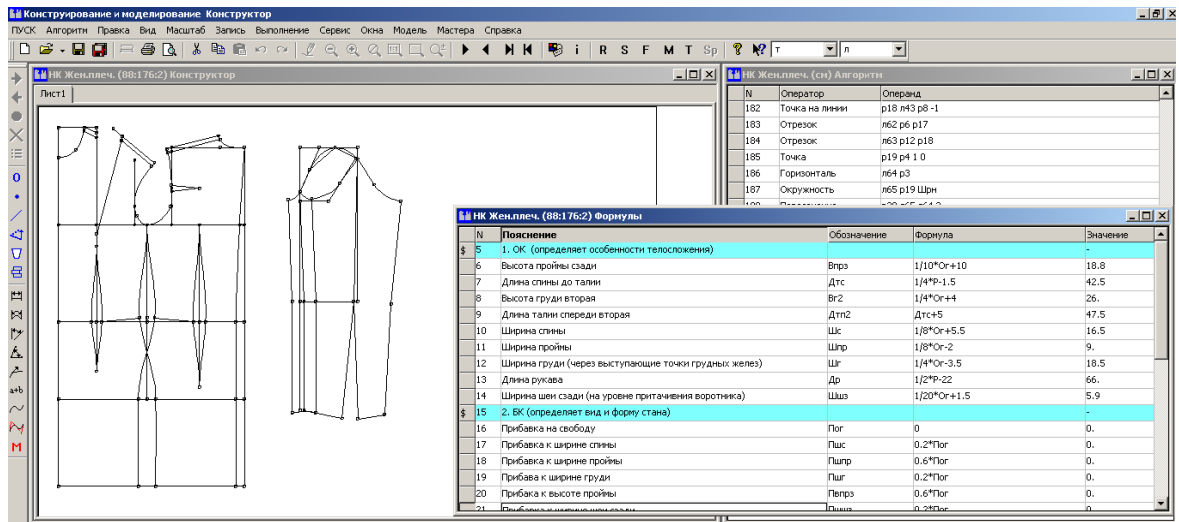 Конструирование и моделирование Конструктор
ПУСК Алгоритм Правка Вид Масштаб Запись Выполнение Сервис Окна Модель Мастера Справка
i R S F M T Sp т л
НК Жен.плеч. (88:176:2) Конструктор
Лист1
НК Жен.плеч. (см) Алгоритм
N Оператор Операнд
182 Точка на линии р18 л43 р8 -1
183 Отрезок л62 р6 р17
184 Отрезок л63 р12 р18
185 Точка р19 р4 1 0
186 Горизонталь л64 р3
187 Окружность л65 р19 Шрн
НК Жен.плеч. (88:176:2) Формулы
N Пояснение Обозначение Формула Значение
$ 5 1. ОК (определяет особенности телосложения) -
6 Высота проймы сзади Впрз 1/10*Ог+10 18.8
7 Длина спины до талии Дтс 1/4*Р-1.5 42.5
8 Высота груди вторая Вг2 1/4*Ог+4 26.
9 Длина талии спереди вторая Дтп2 Дтс+5 47.5
10 Ширина спины Шс 1/8*Ог+5.5 16.5
11 Ширина проймы Шпр 1/8*Ог-2 9.
12 Ширина груди (через выступающие точки грудных желез) Шг 1/4*Ог-3.5 18.5
13 Длина рукава Др 1/2*Р-22 66.
14 Ширина шеи сзади (на уровне притачивния воротника) Шшз 1/20*Ог+1.5 5.9
$ 15 2. БК (определяет вид и форму стана) -
16 Прибавка на свободу Пог 0 0.
17 Прибавка к ширине спины Пшс 0.2*Пог 0.
18 Прибавка к ширине проймы Пшпр 0.6*Пог 0.
19 Прибава к ширине груди Пшг 0.2*Пог 0.
20 Прибака к высоте проймы Пвпрз 0.6*Пог 0.
21 Прибавка к ширине шеи сзади Пшшз 0.2*Пог 0.
a+b
М